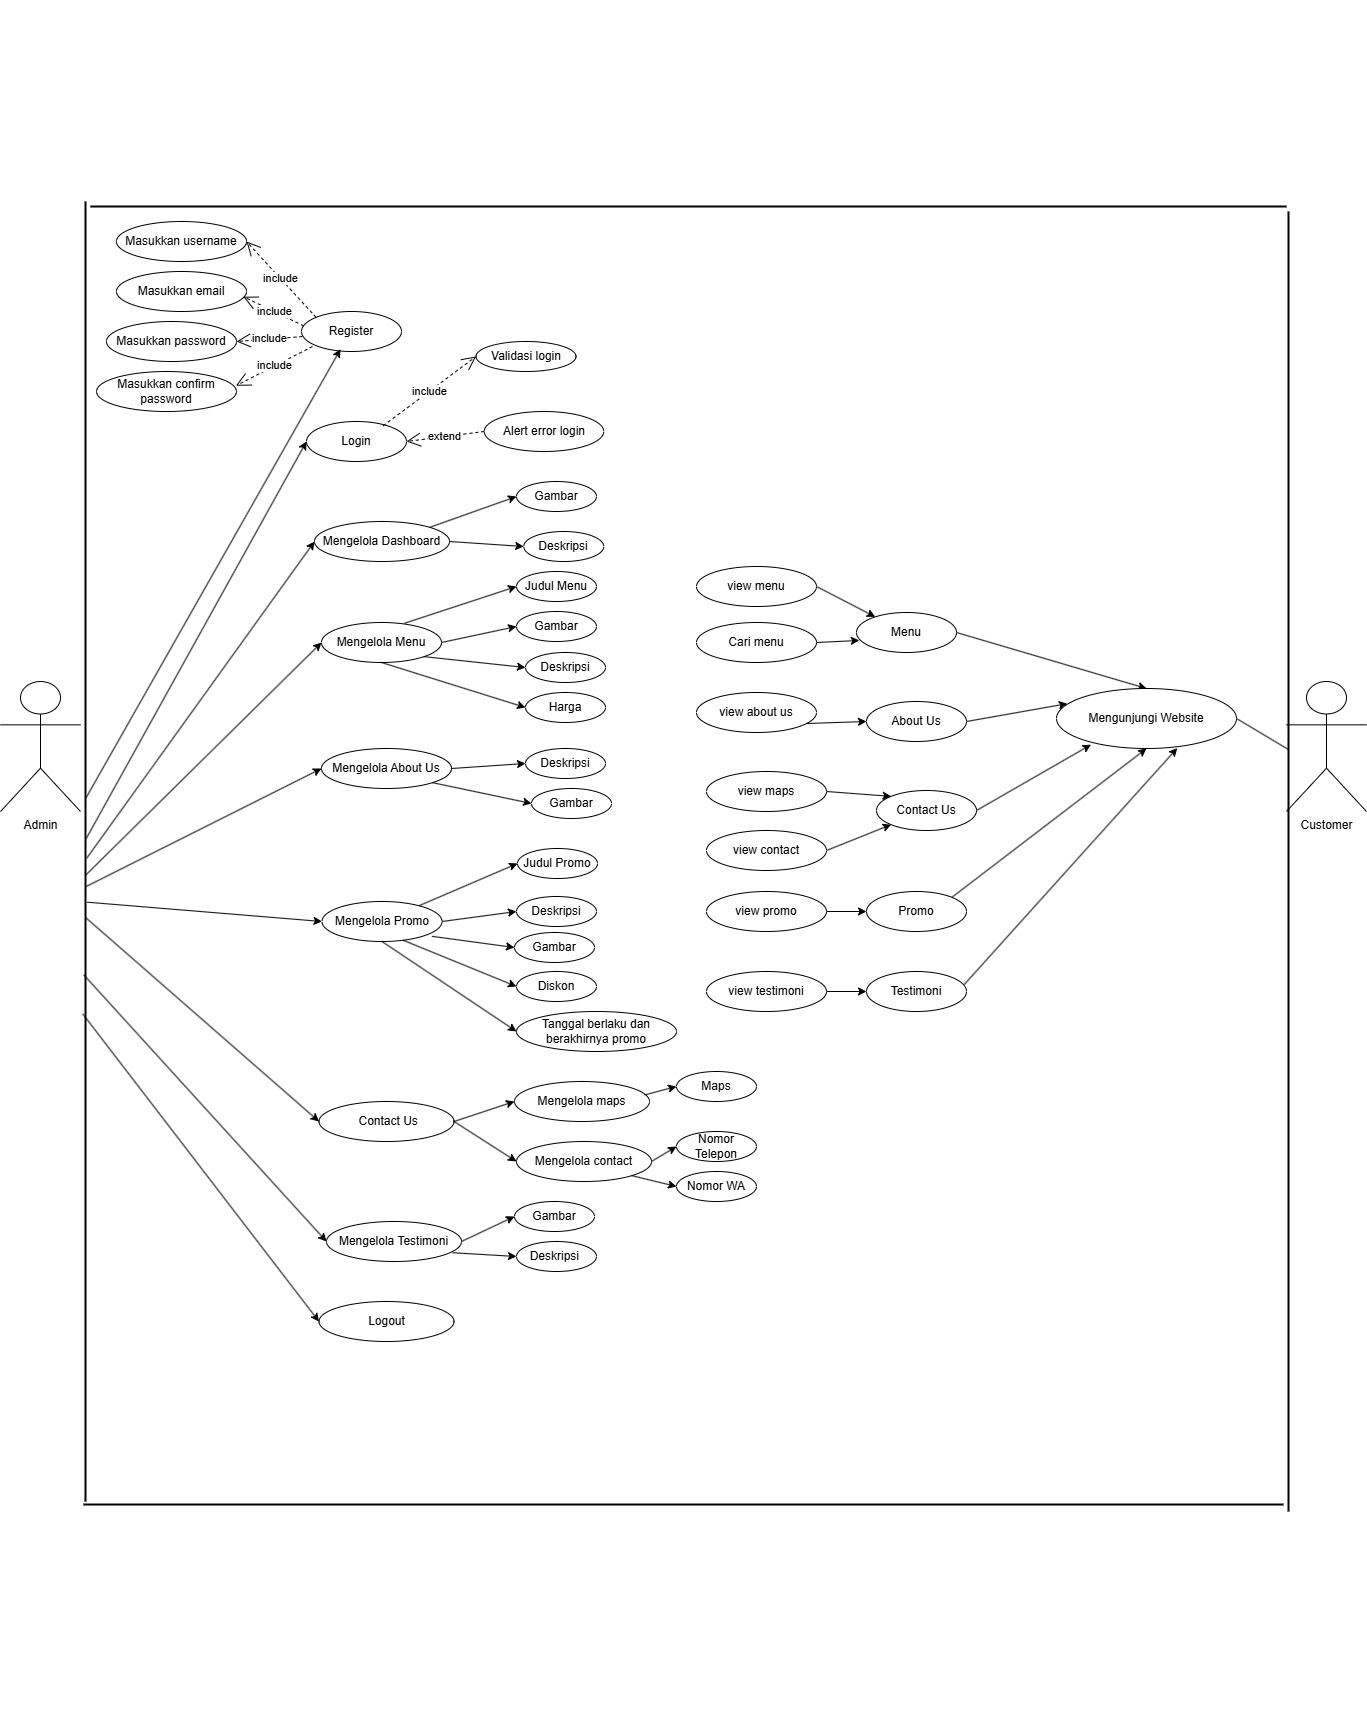 Masukkan username
include
Masukkan email
include
Masukkan password
include
Register
Masukkan confirm
password
include
Validasi login
include
Login
extend
Alert error login
Gambar
Mengelola Dashboard
Deskripsi
Judul Menu
Gambar
Mengelola Menu
Deskripsi
Harga
Mengelola About Us
Deskripsi
Gambar
Judul Promo
Mengelola Promo
Deskripsi
Gambar
Diskon
Tanggal berlaku dan
berakhirnya promo
Contact Us
Mengelola maps
Maps
Mengelola contact
Nomor
Telepon
Nomor WA
Mengelola Testimoni
Gambar
Deskripsi
Logout
Admin
view menu
Cari menu
Menu
view about us
About Us
Mengunjungi Website
view maps
Contact Us
view contact
view promo
Promo
view testimoni
Testimoni
Customer